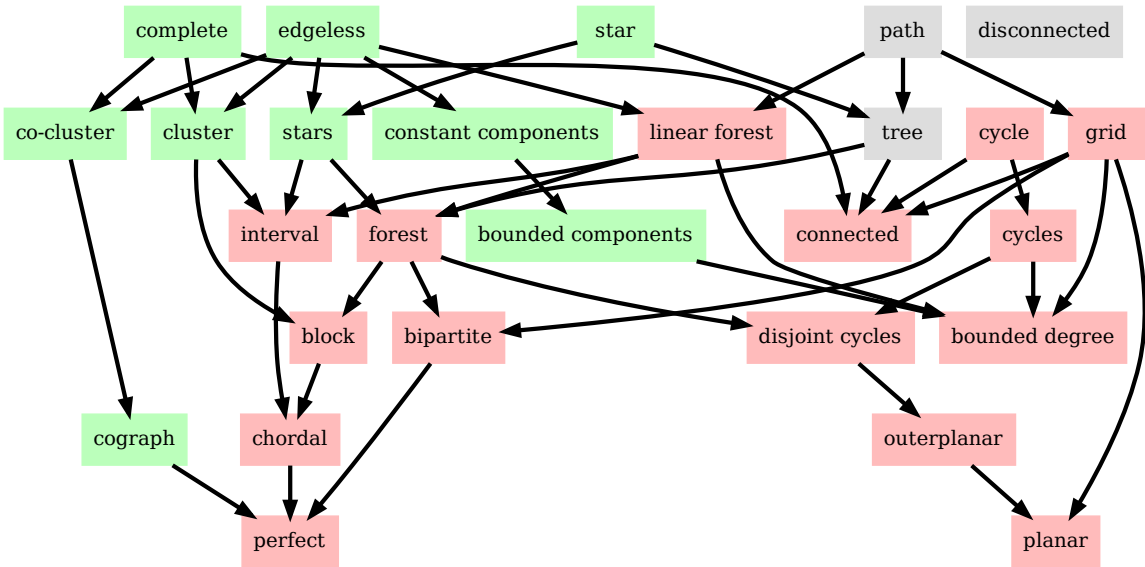 complete
edgeless
star
path
disconnected
co-cluster
cluster
stars
constant components
linear forest
tree
cycle
grid
interval
forest
bounded components
connected
cycles
block
bipartite
disjoint cycles
bounded degree
cograph
chordal
outerplanar
perfect
planar